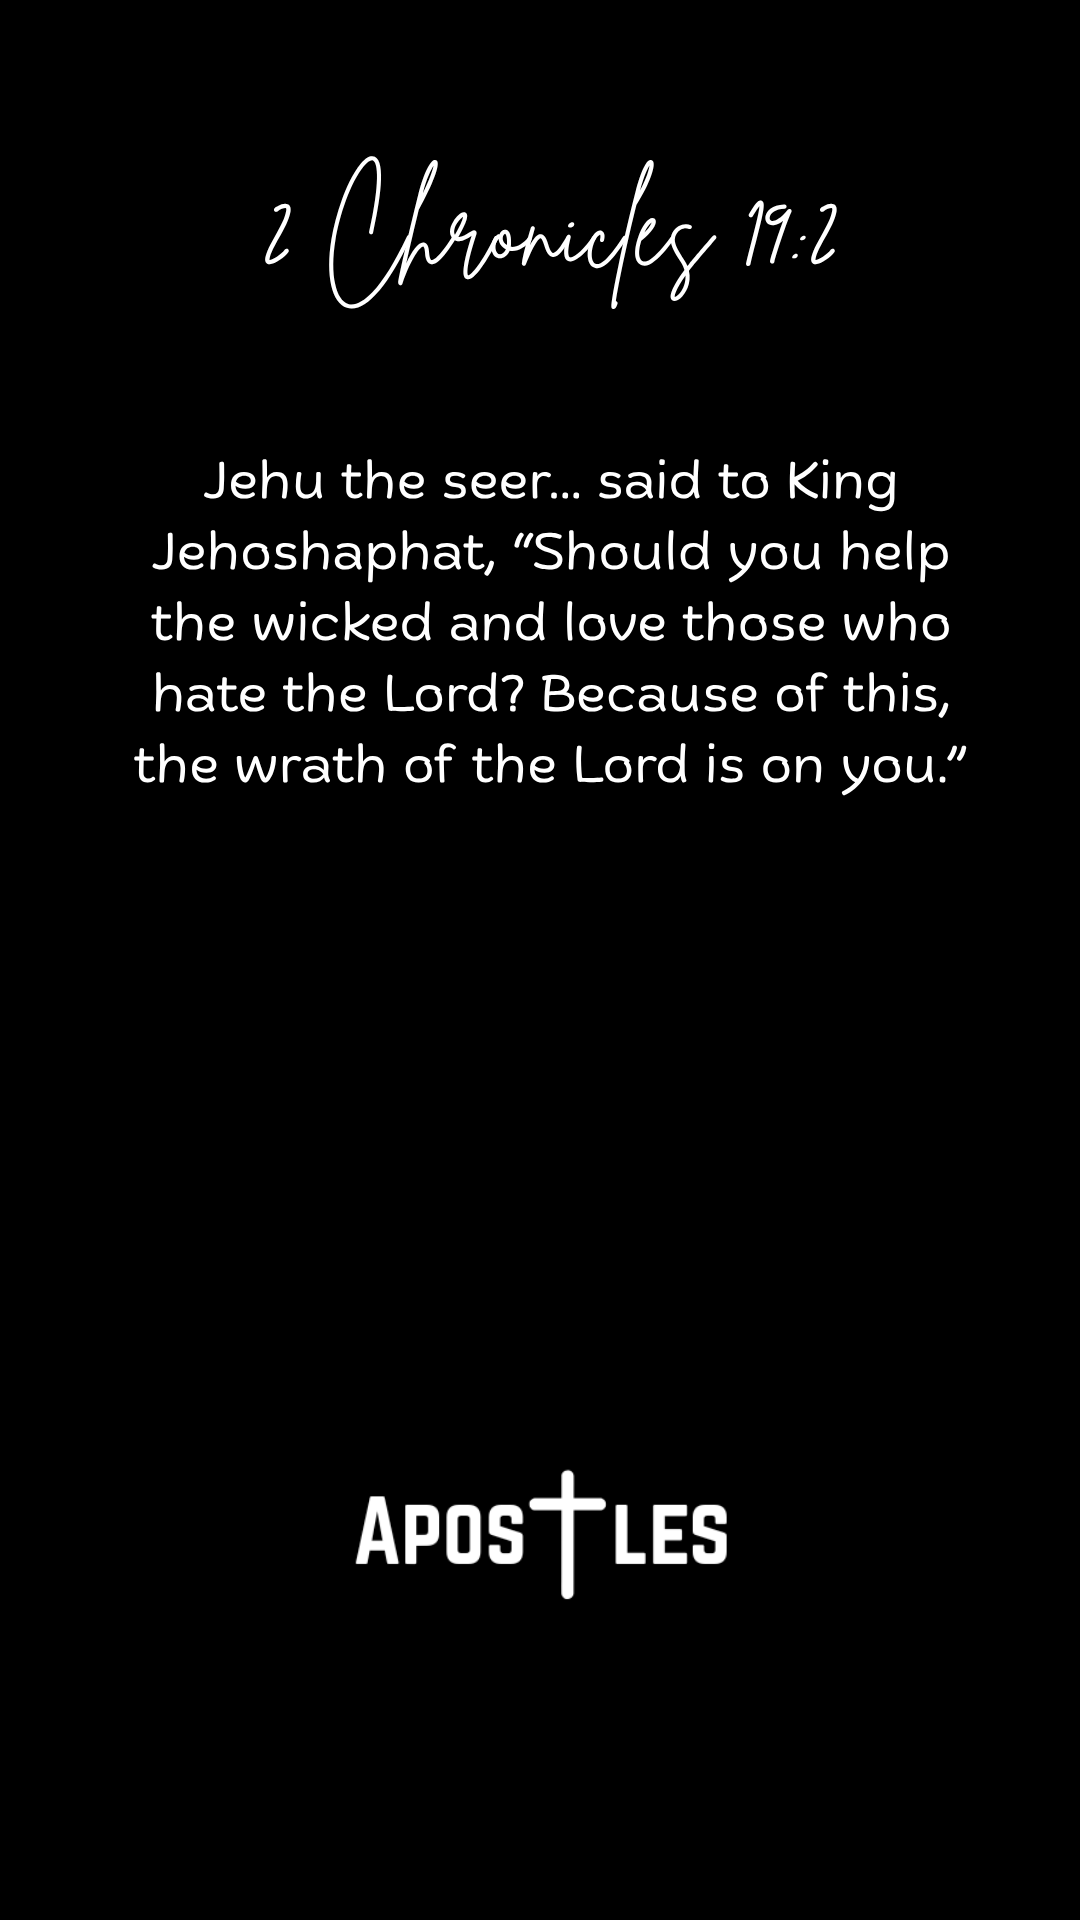 2 Chronicles 19:2
Jehu the seer... said to King
Jehoshaphat, “Should you help
the wicked and love those who
hate the Lord? Because of this,
the wrath of the Lord is on you.”
APOSTLES